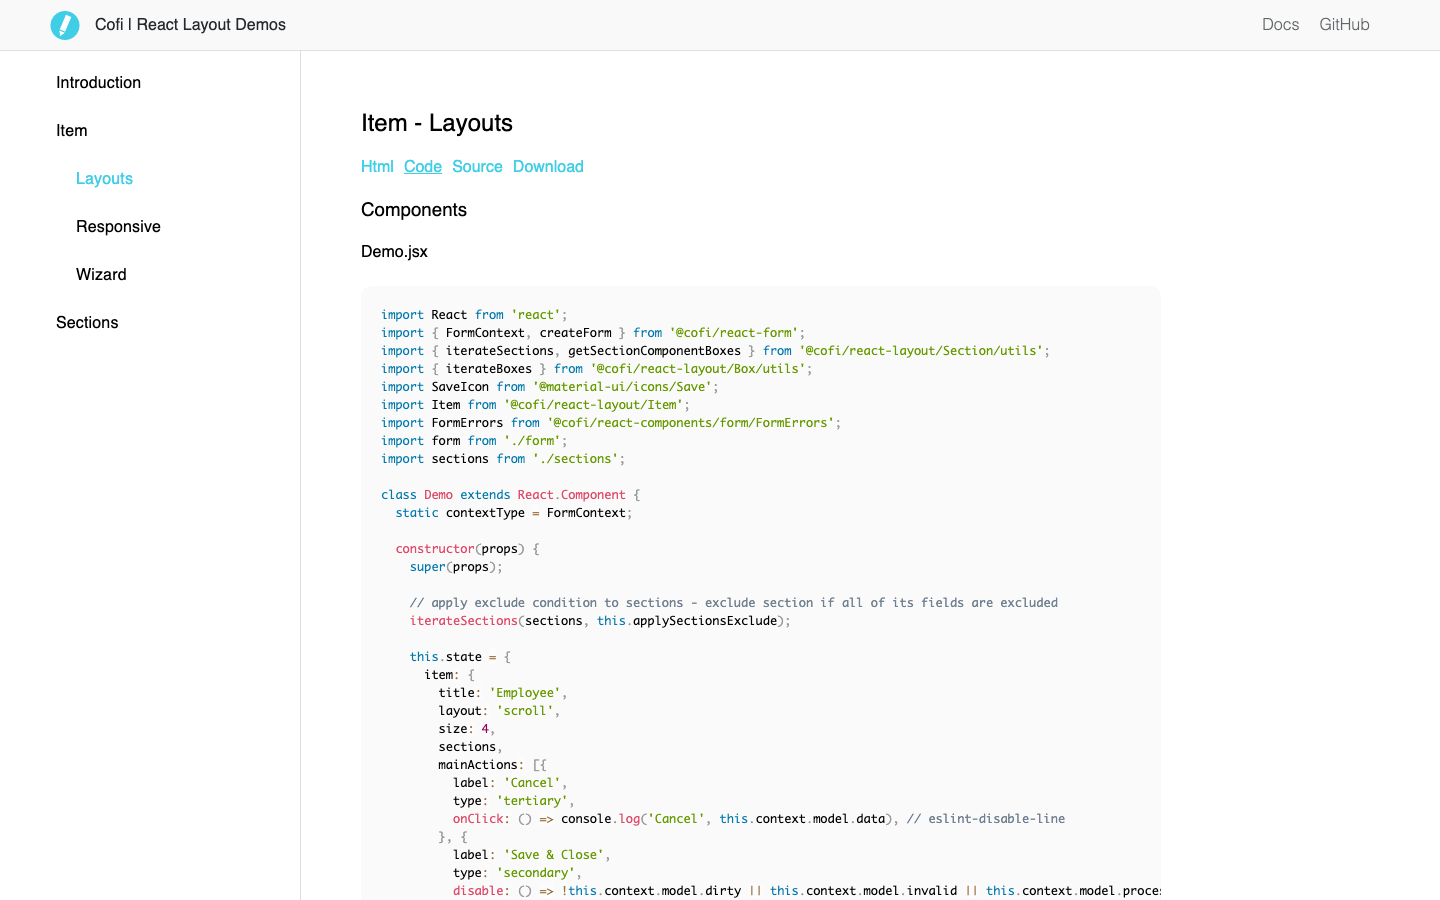 Cofi | React Layout Demos
Docs GitHub
Introduction
Item
Layouts
Responsive
Wizard
Sections
Item - Layouts
Html Code Source Download
Components
Demo.jsx
import React from 'react';
import { FormContext, createForm } from '@cofi/react-form';
import { iterateSections, getSectionComponentBoxes } from '@cofi/react-layout/Section/utils';
import { iterateBoxes } from '@cofi/react-layout/Box/utils';
import SaveIcon from '@material-ui/icons/Save';
import Item from '@cofi/react-layout/Item';
import FormErrors from '@cofi/react-components/form/FormErrors';
import form from './form';
import sections from './sections';
class Demo extends React.Component {
static contextType = FormContext;
constructor(props) {
super(props);
// apply exclude condition to sections - exclude section if all of its fields are excluded
iterateSections(sections, this.applySectionsExclude);
this.state = {
item: {
title: 'Employee',
layout: 'scroll',
size: 4,
sections,
mainActions: [{
label: 'Cancel',
type: 'tertiary',
onClick: () => console.log('Cancel', this.context.model.data), // eslint-disable-line
}, {
label: 'Save & Close',
type: 'secondary',
disable: () => !this.context.model.dirty || this.context.model.invalid || this.context.model.proces